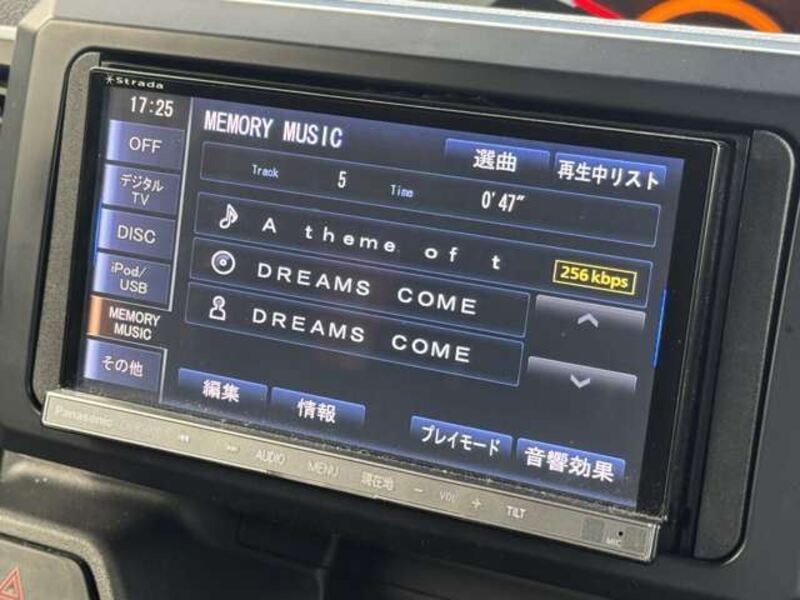 Strada
17:25
MEMORY MUSIC
選曲
再生中リスト
OFF
Track 5 Time 0'47"
デジタル
TV
A theme of t
256kbps
DISC
DREAMS COME
iPod/
USB
DREAMS COME
MEMORY
MUSIC
その他
編集
情報
プレイモード
音響効果
Panasonic
AUDIO MENU 現在地 - VOL + TILT
MIC